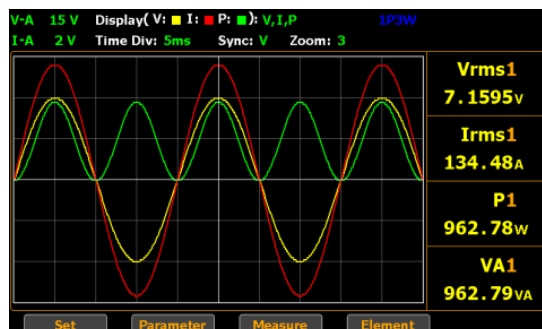 V-A 15 V Display( V: I: P: ): V,I,P 1P3W
I-A 2 V Time Div: 5ms Sync: V Zoom: 3
Vrms1
7.1595V
Irms1
134.48A
P1
962.78W
VA1
962.79VA
Set Parameter Measure Element